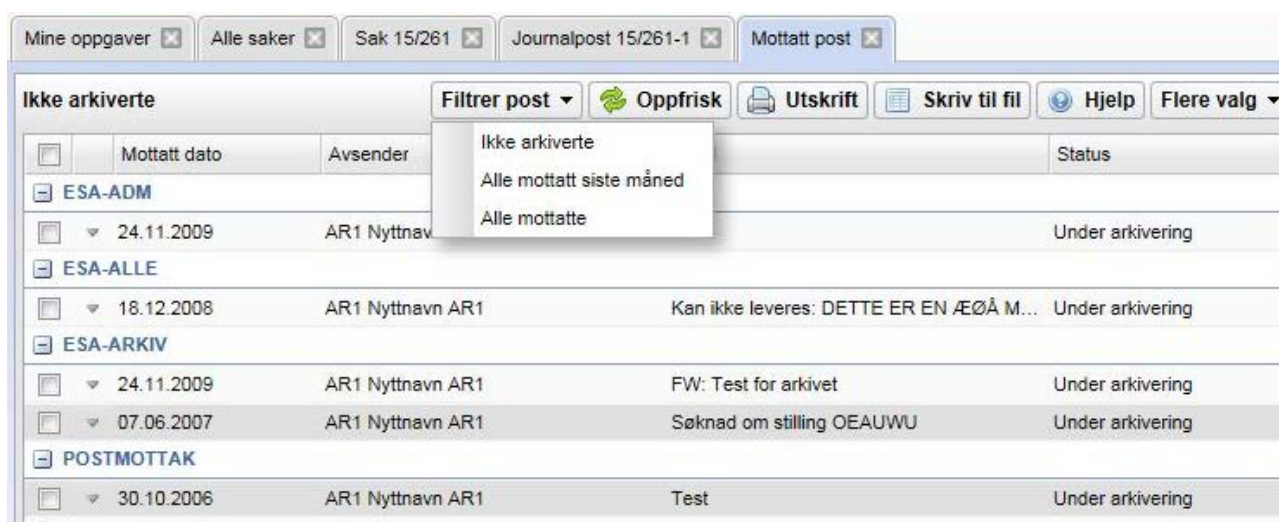 Mine oppgaver Alle saker Sak 15/261 Journalpost 15/261-1 Mottatt post
Ikke arkiverte Filtrer post Oppfrisk Utskrift Skriv til fil Hjelp Flere valg
Ikke arkiverte
Alle mottatt siste måned
Alle mottatte
Mottatt dato Avsender Status
ESA-ADM
24.11.2009 AR1 Under arkivering
ESA-ALLE
18.12.2008 AR1 Nyttnavn AR1 Kan ikke leveres: DETTE ER EN ÆØÅ M... Under arkivering
ESA-ARKIV
24.11.2009 AR1 Nyttnavn AR1 FW: Test for arkivet Under arkivering
07.06.2007 AR1 Nyttnavn AR1 Søknad om stilling OEAUWU Under arkivering
POSTMOTTAK
30.10.2006 AR1 Nyttnavn AR1 Test Under arkivering